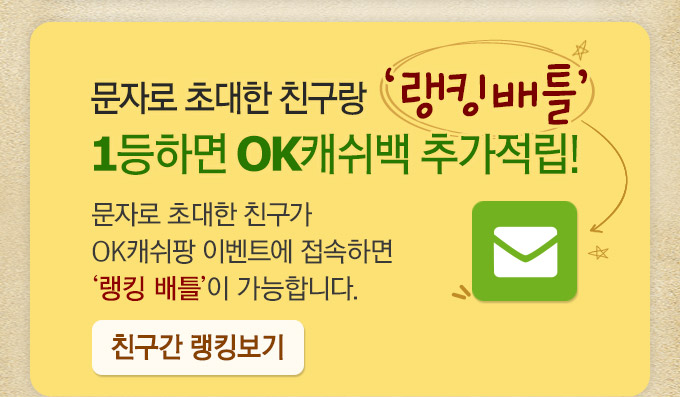 문자로 초대한 친구랑 ‘랭킹배틀’
1등하면 OK캐쉬백 추가적립!
문자로 초대한 친구가
OK캐쉬팡 이벤트에 접속하면
‘랭킹 배틀’이 가능합니다.
친구간 랭킹보기